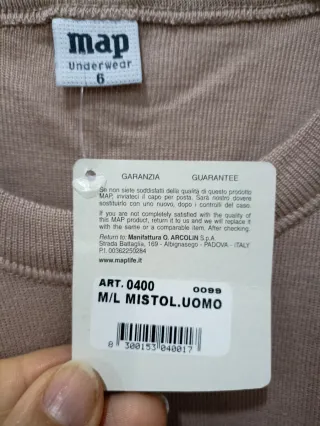 map
Underwear
6
GARANZIA GUARANTEE
Se non siete soddisfatti della qualità di questo prodotto
MAP, inviateci il capo per posta. Sarà nostro dovere
sostituirlo con uno nuovo, dopo i controlli del caso.
If you are not completely satisfied with the quality of
this MAP product, return it to us and we will replace it
with the same or a comparable item. After checking.
Return to: Manifattura O. ARCOLIN S.p.A
Strada Battaglia, 169 - Albignasego - PADOVA - ITALY
P.I. 00362250284
www.maplife.it
ART. 0400 0099
M/L MISTOL.UOMO
8 300153 040017